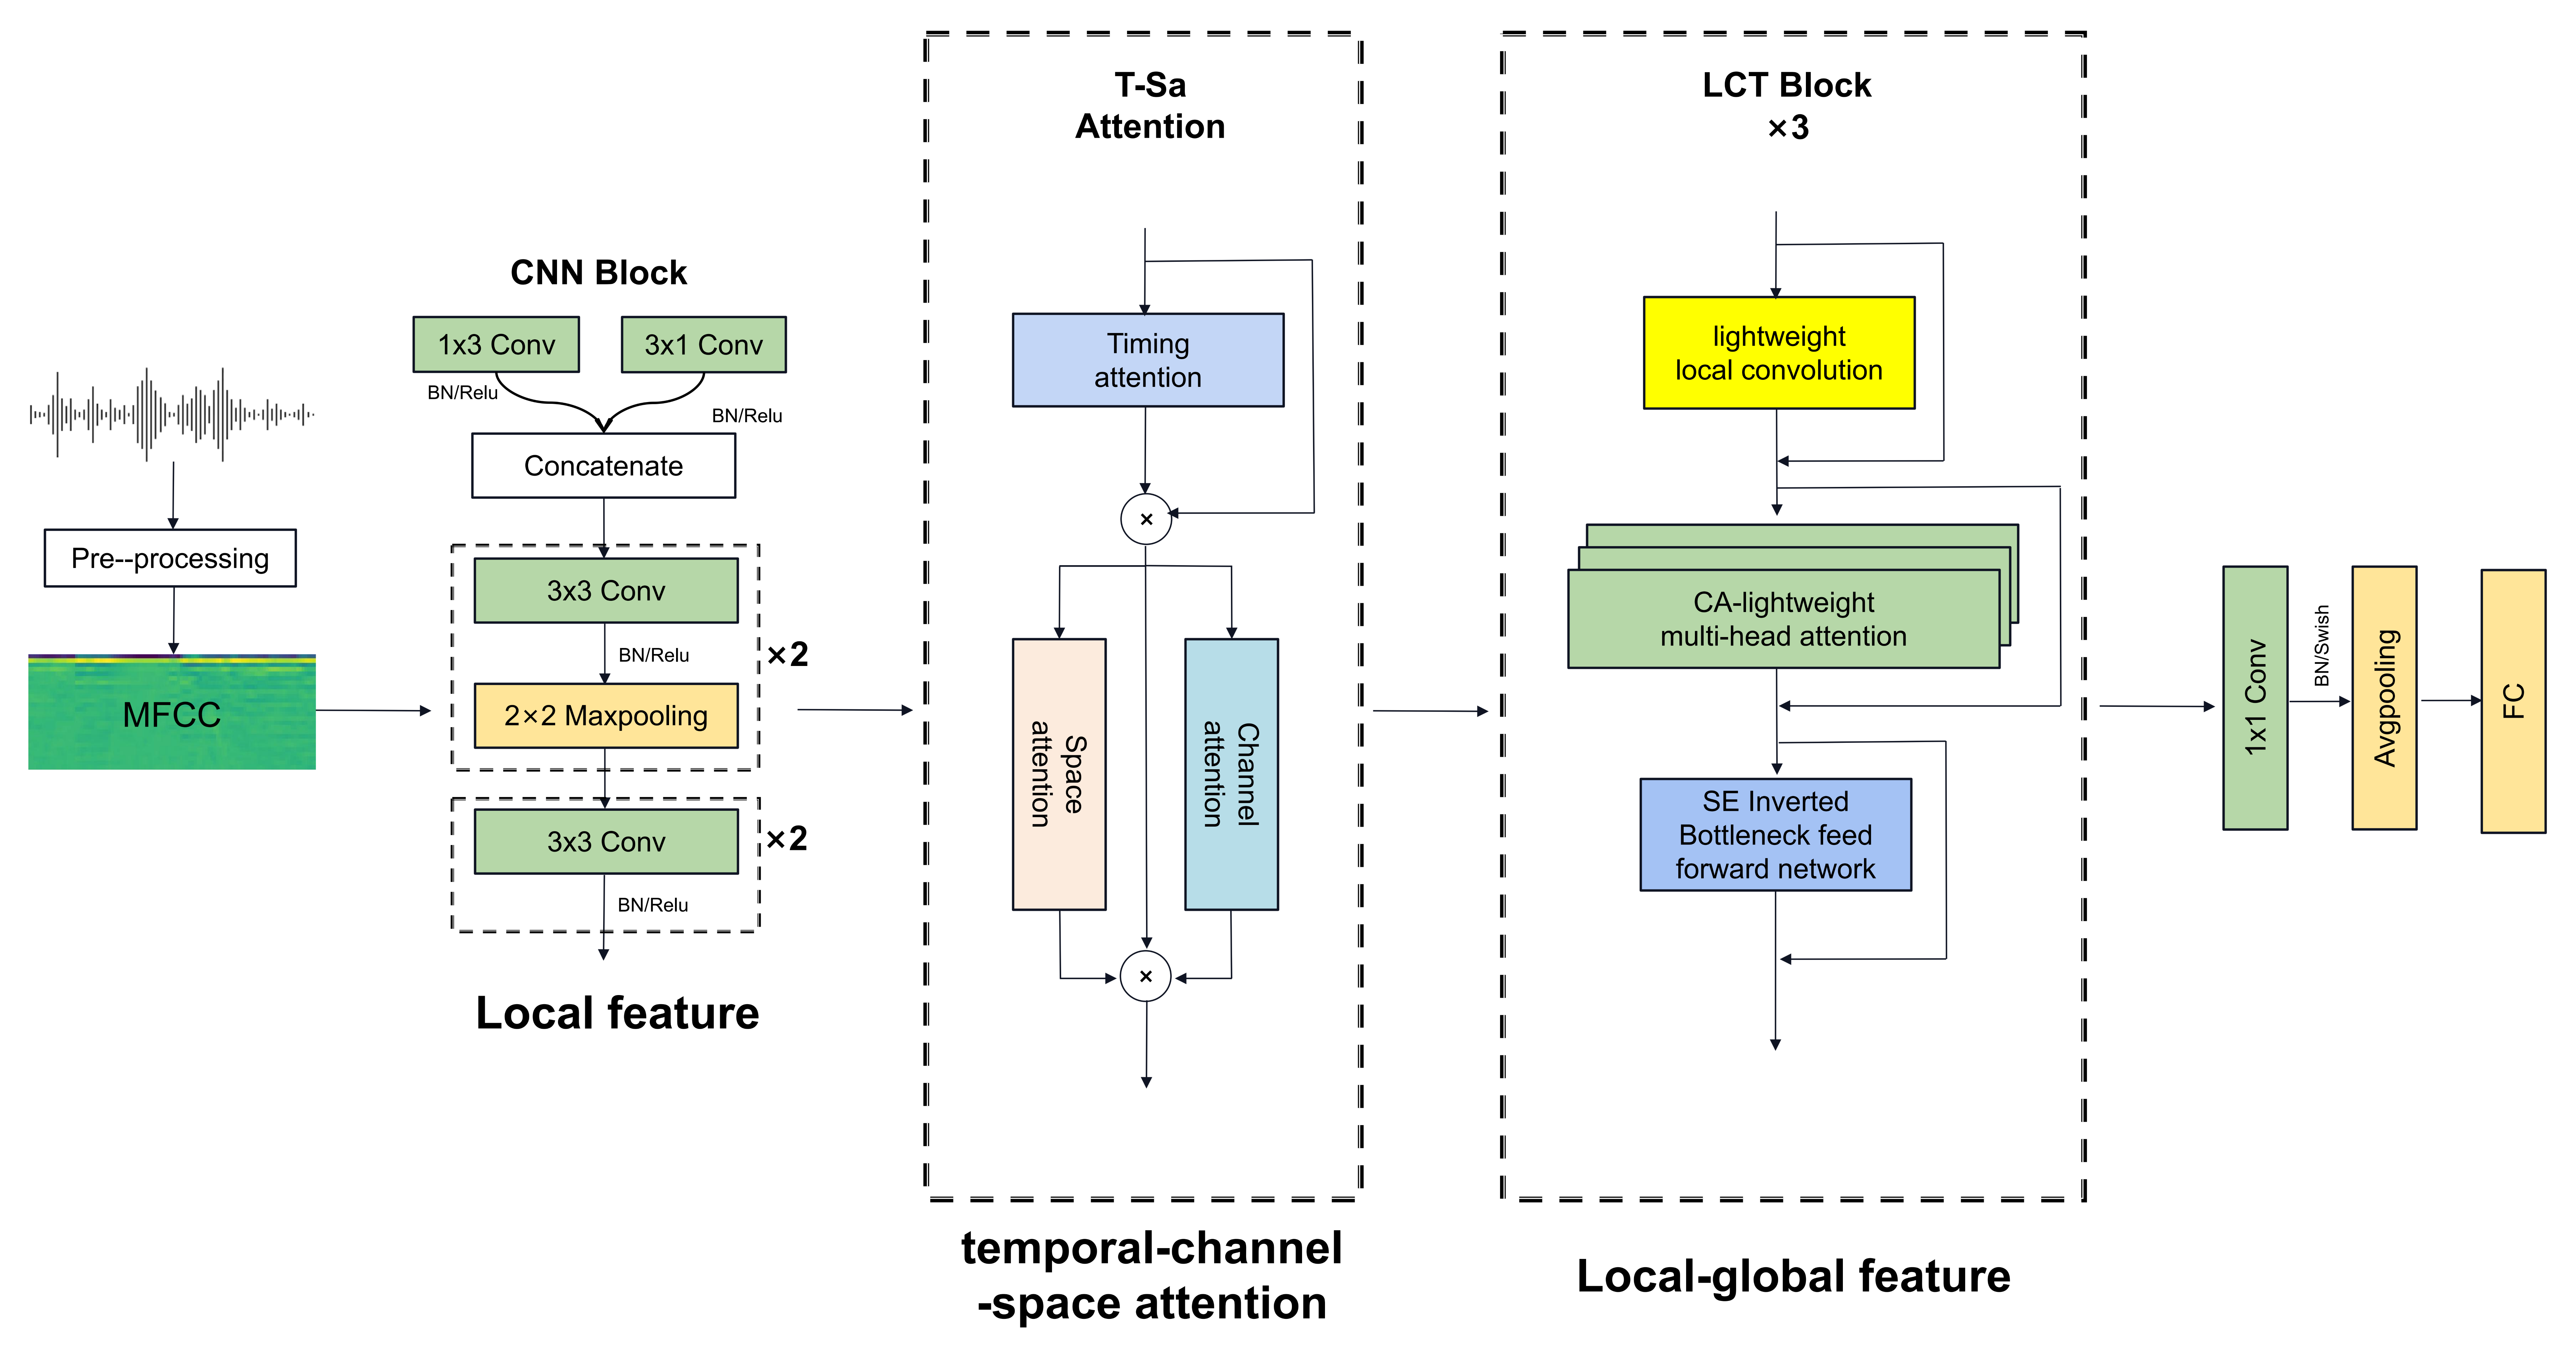 Pre--processing
MFCC
CNN Block
1x3 Conv
3x1 Conv
BN/Relu
BN/Relu
Concatenate
3x3 Conv
BN/Relu
×2
2×2 Maxpooling
3x3 Conv
×2
BN/Relu
Local feature
T-Sa
Attention
Timing
attention
×
Space
attention
Channel
attention
×
temporal-channel
-space attention
LCT Block
×3
lightweight
local convolution
CA-lightweight
multi-head attention
SE Inverted
Bottleneck feed
forward network
Local-global feature
1x1 Conv
BN/Swish
Avgpooling
FC